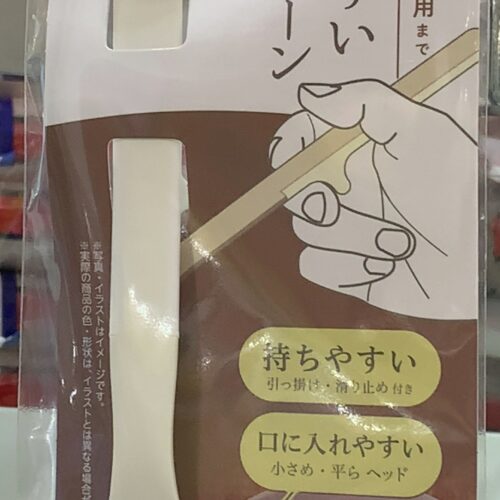 用まで
すい
ーン
持ちやすい
引っ掛け・滑り止め付き
口に入れやすい
小さめ・平ら ヘッド
※写真・イラストはイメージです。
※実際の商品の色・形状は、イラストとは異なる場合